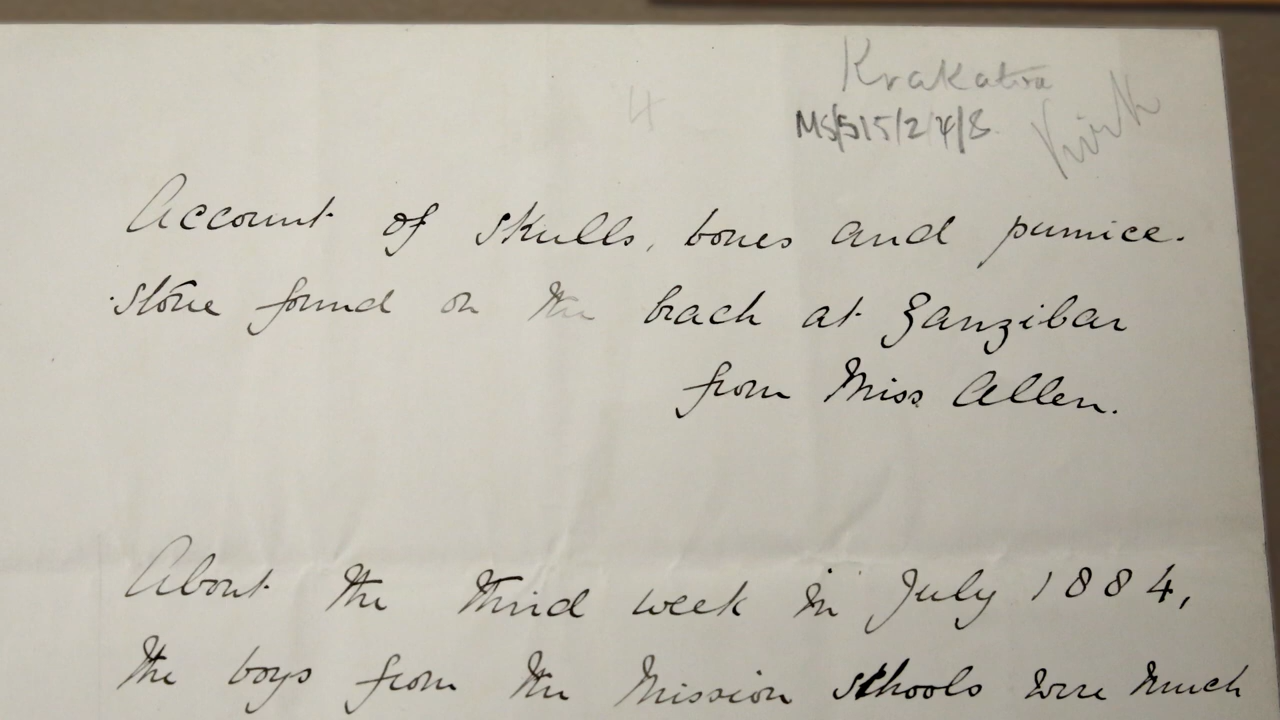 Krakatoa
4
MS/515/2/4/8
Kirk
Account of skulls, bones and pumice.
stone found on the beach at Zanzibar
from Miss Allen.
About the third week in July 1884,
the boys from the Mission schools were much